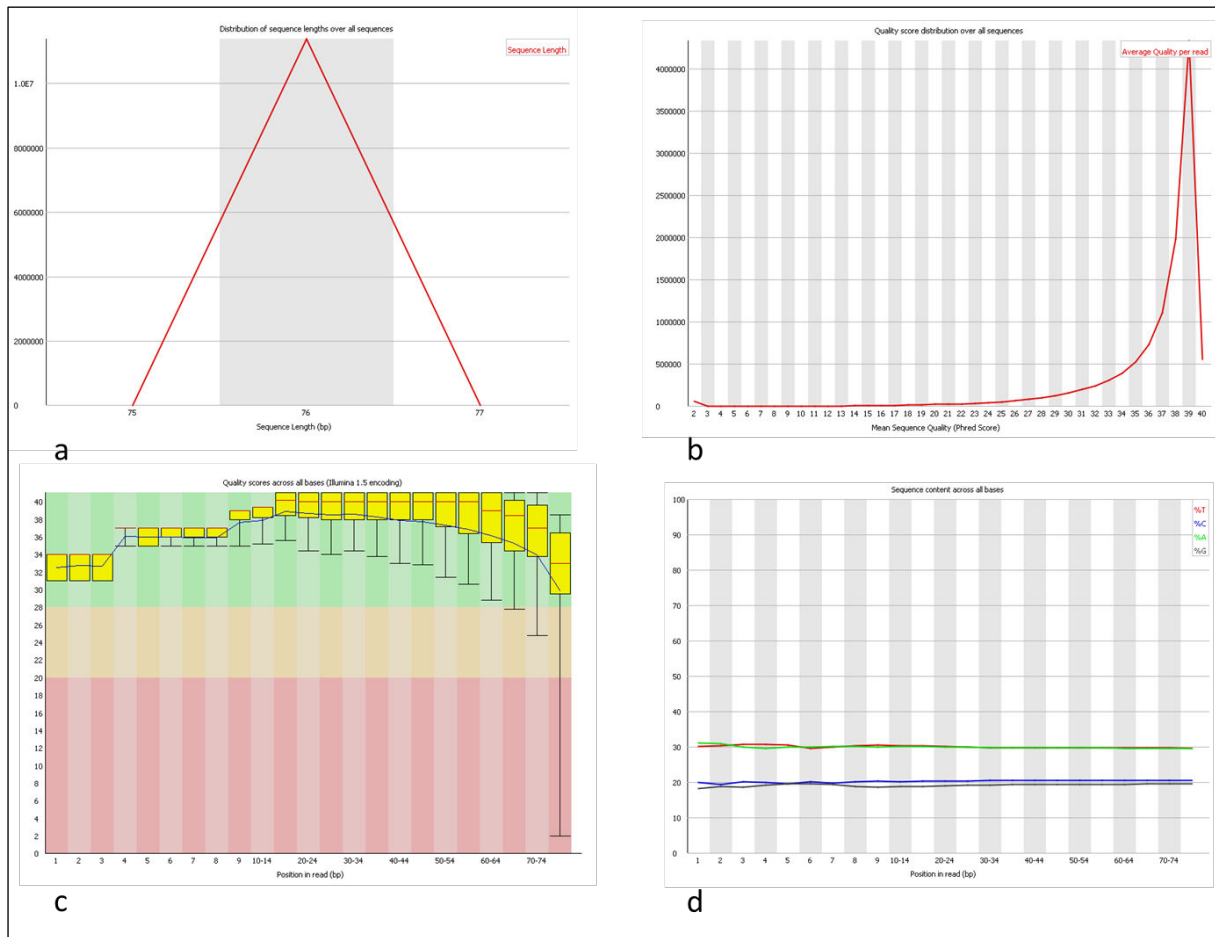 Distribution of sequence lengths over all sequences
Sequence Length
1.0E7
8000000
6000000
4000000
2000000
0
75 76 77
Sequence Length (bp)
a
Quality score distribution over all sequences
Average Quality per read
4000000
3500000
3000000
2500000
2000000
1500000
1000000
500000
0
2 3 4 5 6 7 8 9 10 11 12 13 14 15 16 17 18 19 20 21 22 23 24 25 26 27 28 29 30 31 32 33 34 35 36 37 38 39 40
Mean Sequence Quality (Phred Score)
b
Quality scores across all bases (Illumina 1.5 encoding)
40
38
36
34
32
30
28
26
24
22
20
18
16
14
12
10
8
6
4
2
0
1 2 3 4 5 6 7 8 9 10-14 20-24 30-34 40-44 50-54 60-64 70-74
Position in read (bp)
c
Sequence content across all bases
%T
%C
%A
%G
100
90
80
70
60
50
40
30
20
10
0
1 2 3 4 5 6 7 8 9 10-14 20-24 30-34 40-44 50-54 60-64 70-74
Position in read (bp)
d